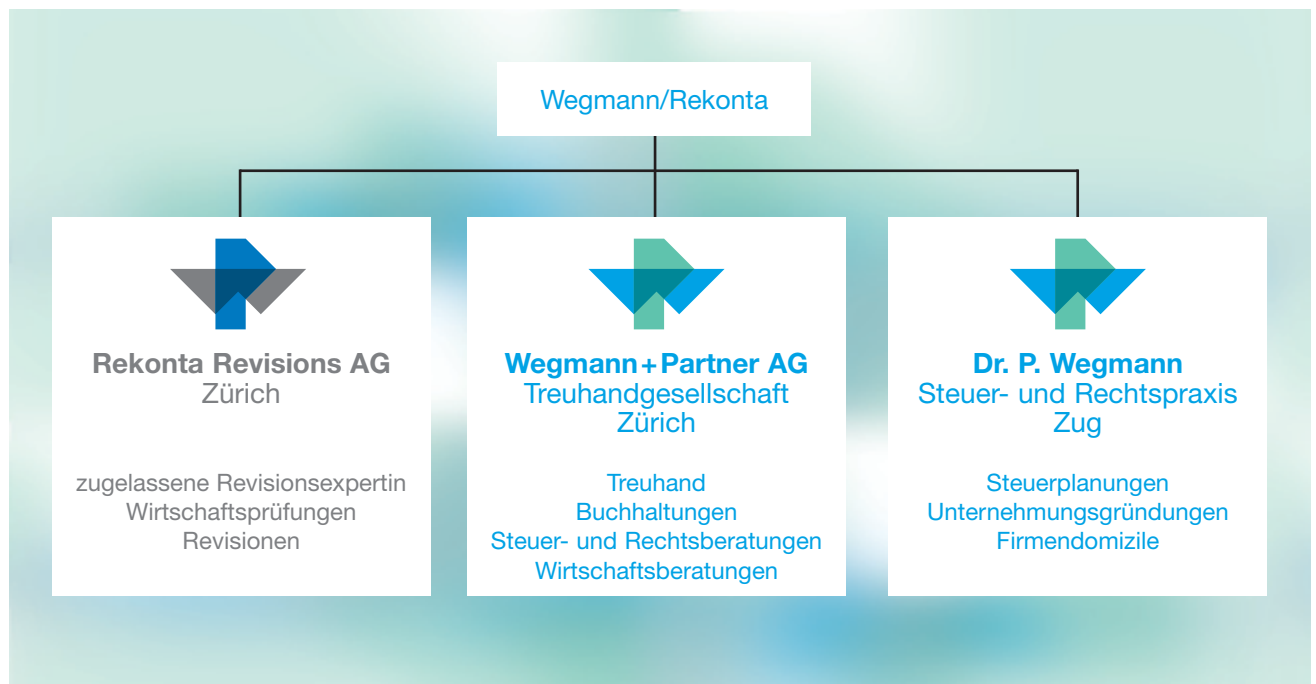 Wegmann/Rekonta
Rekonta Revisions AG
Zürich
zugelassene Revisionsexpertin
Wirtschaftsprüfungen
Revisionen
Wegmann+Partner AG
Treuhandgesellschaft
Zürich
Treuhand
Buchhaltungen
Steuer- und Rechtsberatungen
Wirtschaftsberatungen
Dr. P. Wegmann
Steuer- und Rechtspraxis
Zug
Steuerplanungen
Unternehmungsgründungen
Firmendomizile